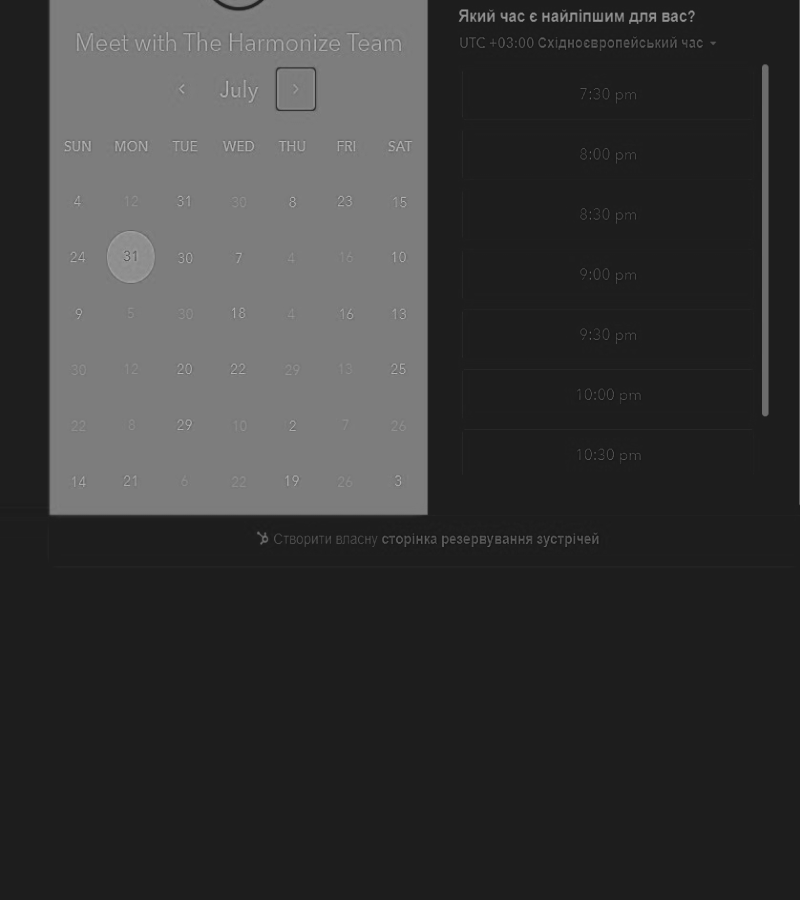 Meet with The Harmonize Team
July
SUN MON TUE WED THU FRI SAT
4 12 31 30 8 23 15
24 31 30 7 4 16 10
9 5 30 18 4 16 13
30 12 20 22 29 13 25
22 8 29 10 2 7 26
14 21 6 22 19 26 3
Який час є найліпшим для вас?
UTC +03:00 Східноєвропейський час
7:30 pm
8:00 pm
8:30 pm
9:00 pm
9:30 pm
10:00 pm
10:30 pm
Створити власну сторінка резервування зустрічей